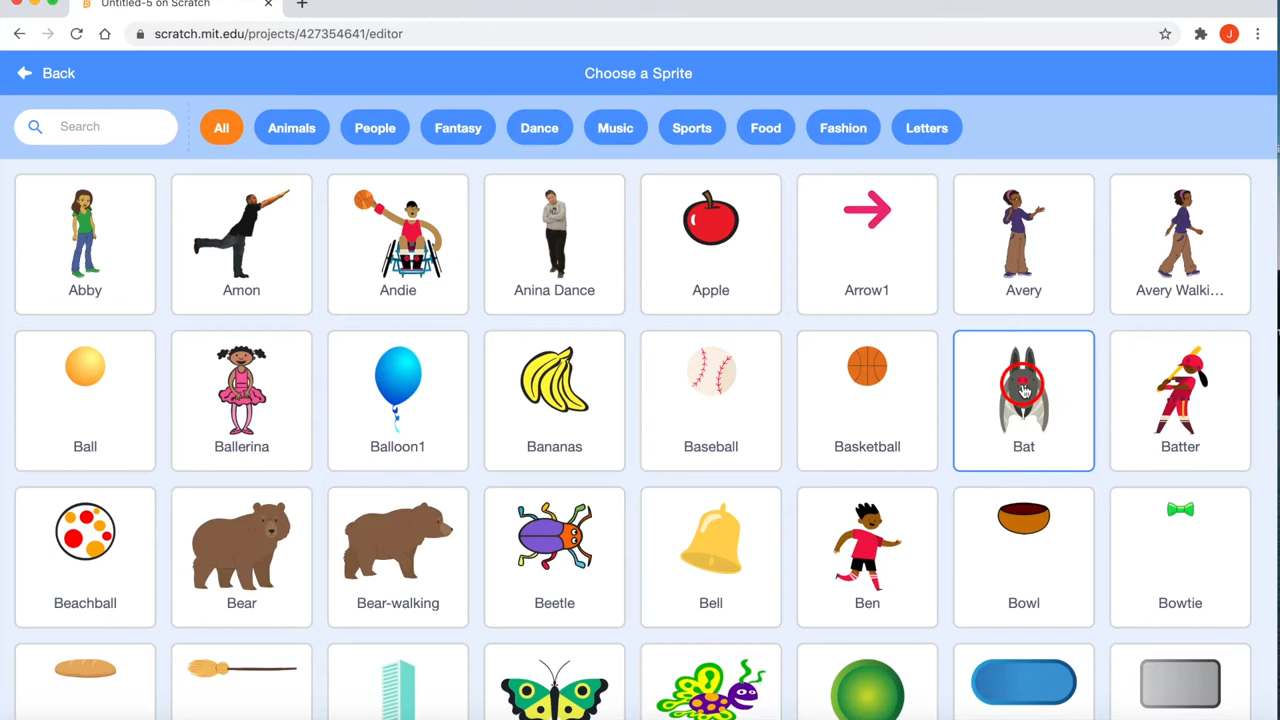 Untitled-5 on Scratch
scratch.mit.edu/projects/427354641/editor
J
Back
Choose a Sprite
Search
All
Animals
People
Fantasy
Dance
Music
Sports
Food
Fashion
Letters
Abby
Amon
Andie
Anina Dance
Apple
Arrow1
Avery
Avery Walki...
Ball
Ballerina
Balloon1
Bananas
Baseball
Basketball
Bat
Batter
Beachball
Bear
Bear-walking
Beetle
Bell
Ben
Bowl
Bowtie